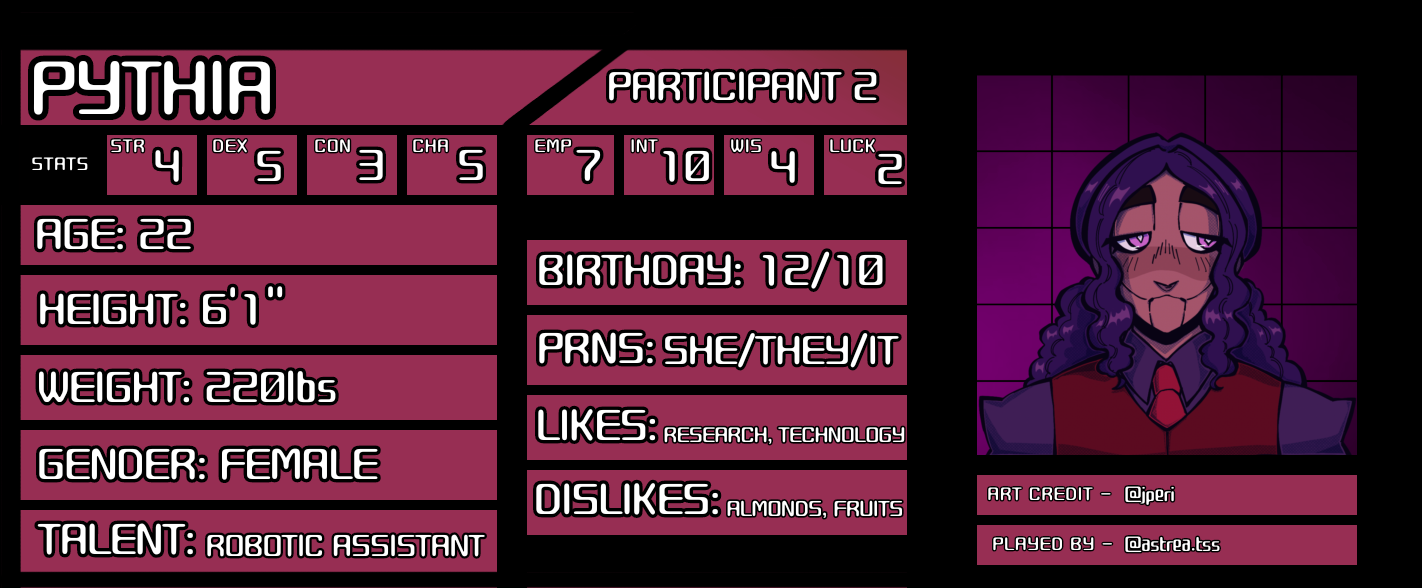 PYTHIA
PARTICIPANT 2
STATS
STR 4
DEX 5
CON 3
CHA 5
EMP 7
INT 10
WIS 4
LUCK 2
AGE: 22
HEIGHT: 6'1"
WEIGHT: 220lbs
GENDER: FEMALE
TALENT: ROBOTIC ASSISTANT
BIRTHDAY: 12/10
PRNS: SHE/THEY/IT
LIKES: RESEARCH, TECHNOLOGY
DISLIKES: ALMONDS, FRUITS
ART CREDIT - @jperi
PLAYED BY - @astrea.tss